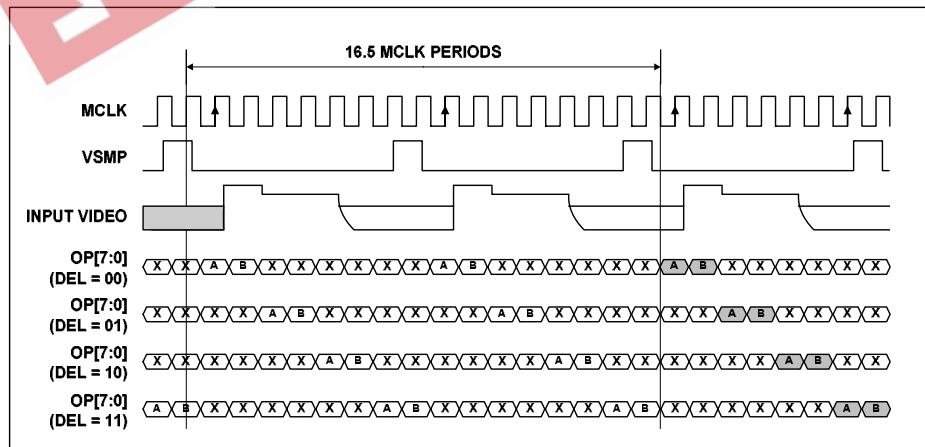 16.5 MCLK PERIODS
MCLK
VSMP
INPUT VIDEO
OP[7:0] X X A B X X X X X X A B X X X X X X A B X X X X X X
(DEL = 00)
OP[7:0] X X X X A B X X X X X X A B X X X X X X A B X X X X
(DEL = 01)
OP[7:0] X X X X X X A B X X X X X X A B X X X X X X A B X X
(DEL = 10)
OP[7:0] A B X X X X X X A B X X X X X X A B X X X X X X A B
(DEL = 11)